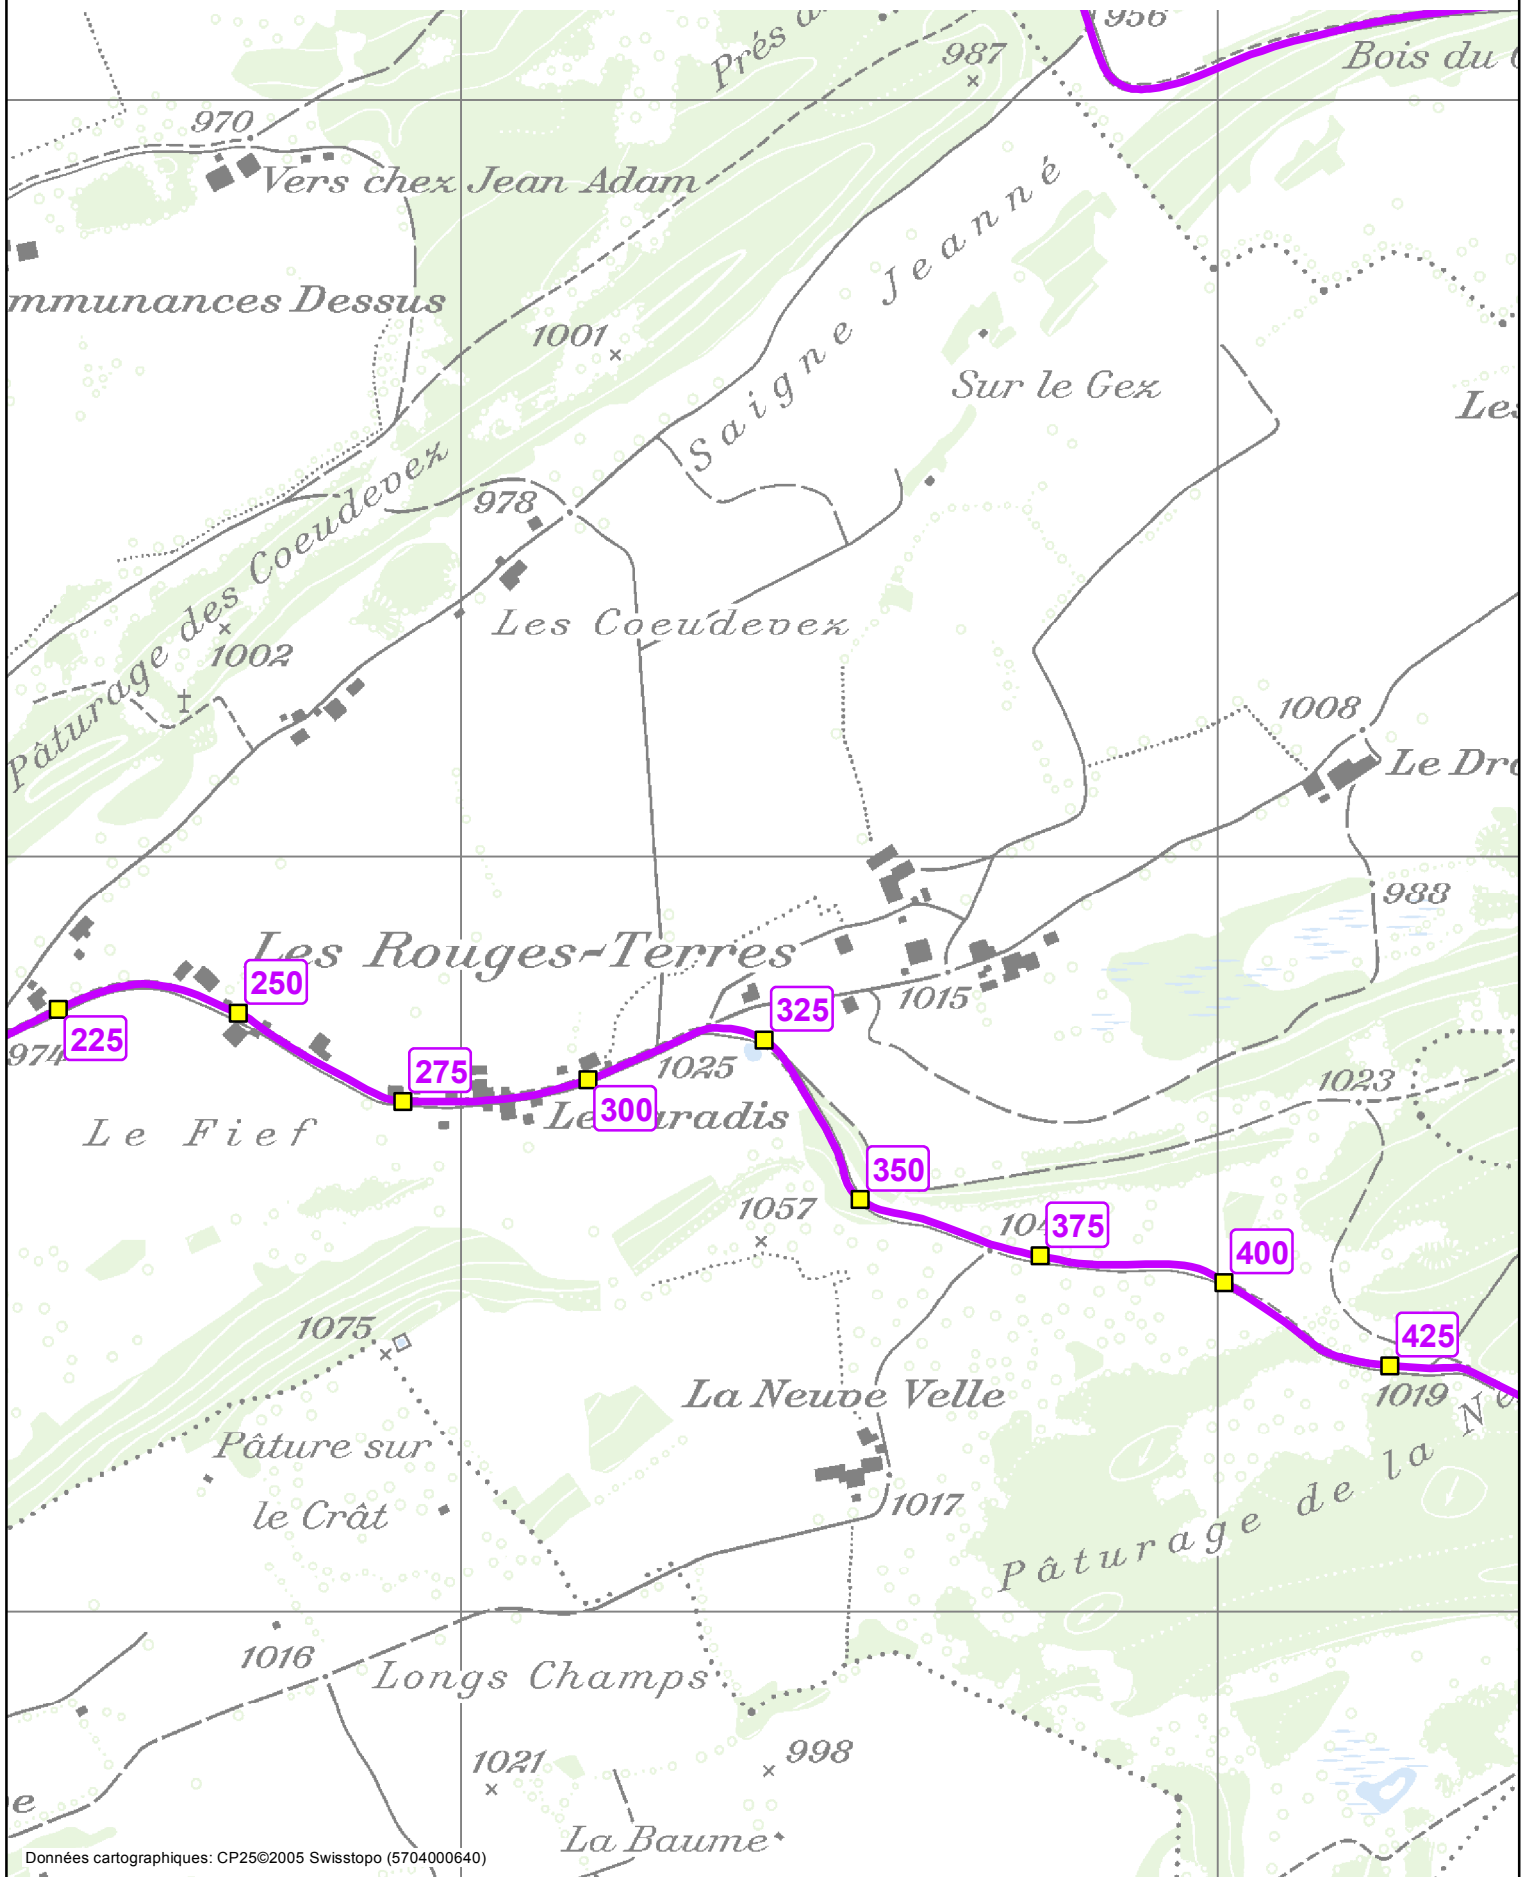 956
Prés d
987
Bois du
970
Vers chez Jean Adam
Saigne Jeanné
mmunances Dessus
1001
Sur le Gez
Les
978
Pâturage des Coeudevez
Les Coeudevez
1002
1008
Le Dr
988
Les Rouges-Terres
250
1015
325
225
974
275
1025
1023
300
Le Fief
Le aradis
350
1057
104
375
400
1075
425
La Neuve Velle
1019
Pâture sur
le Crât
1017
Pâturage de la Ne
1016
Longs Champs
1021
998
e
La Baume
Données cartographiques: CP25©2005 Swisstopo (5704000640)